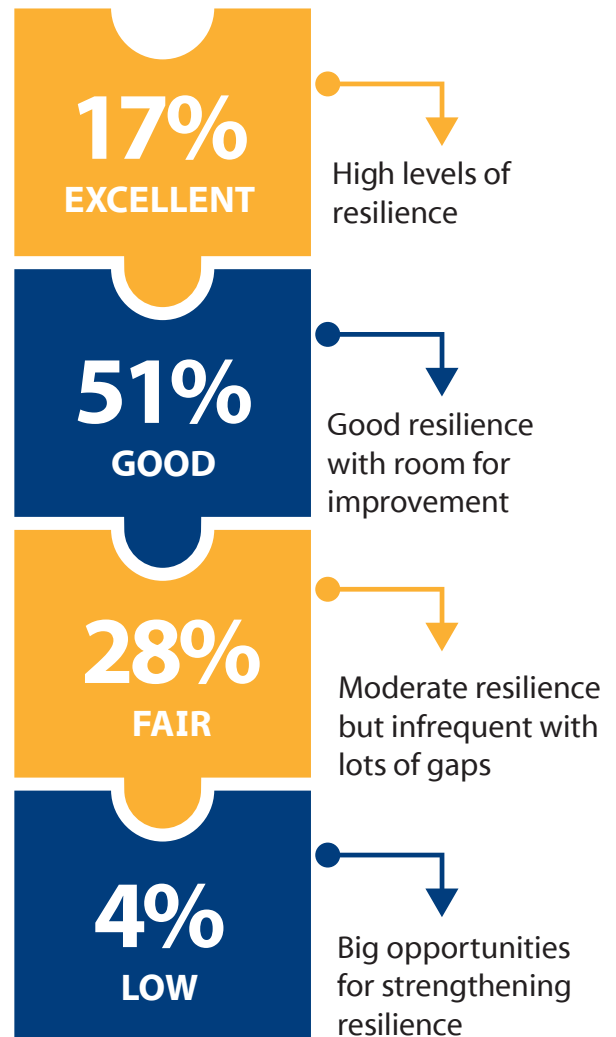 17%
EXCELLENT
High levels of
resilience
51%
GOOD
Good resilience
with room for
improvement
28%
FAIR
Moderate resilience
but infrequent with
lots of gaps
4%
LOW
Big opportunities
for strengthening
resilience